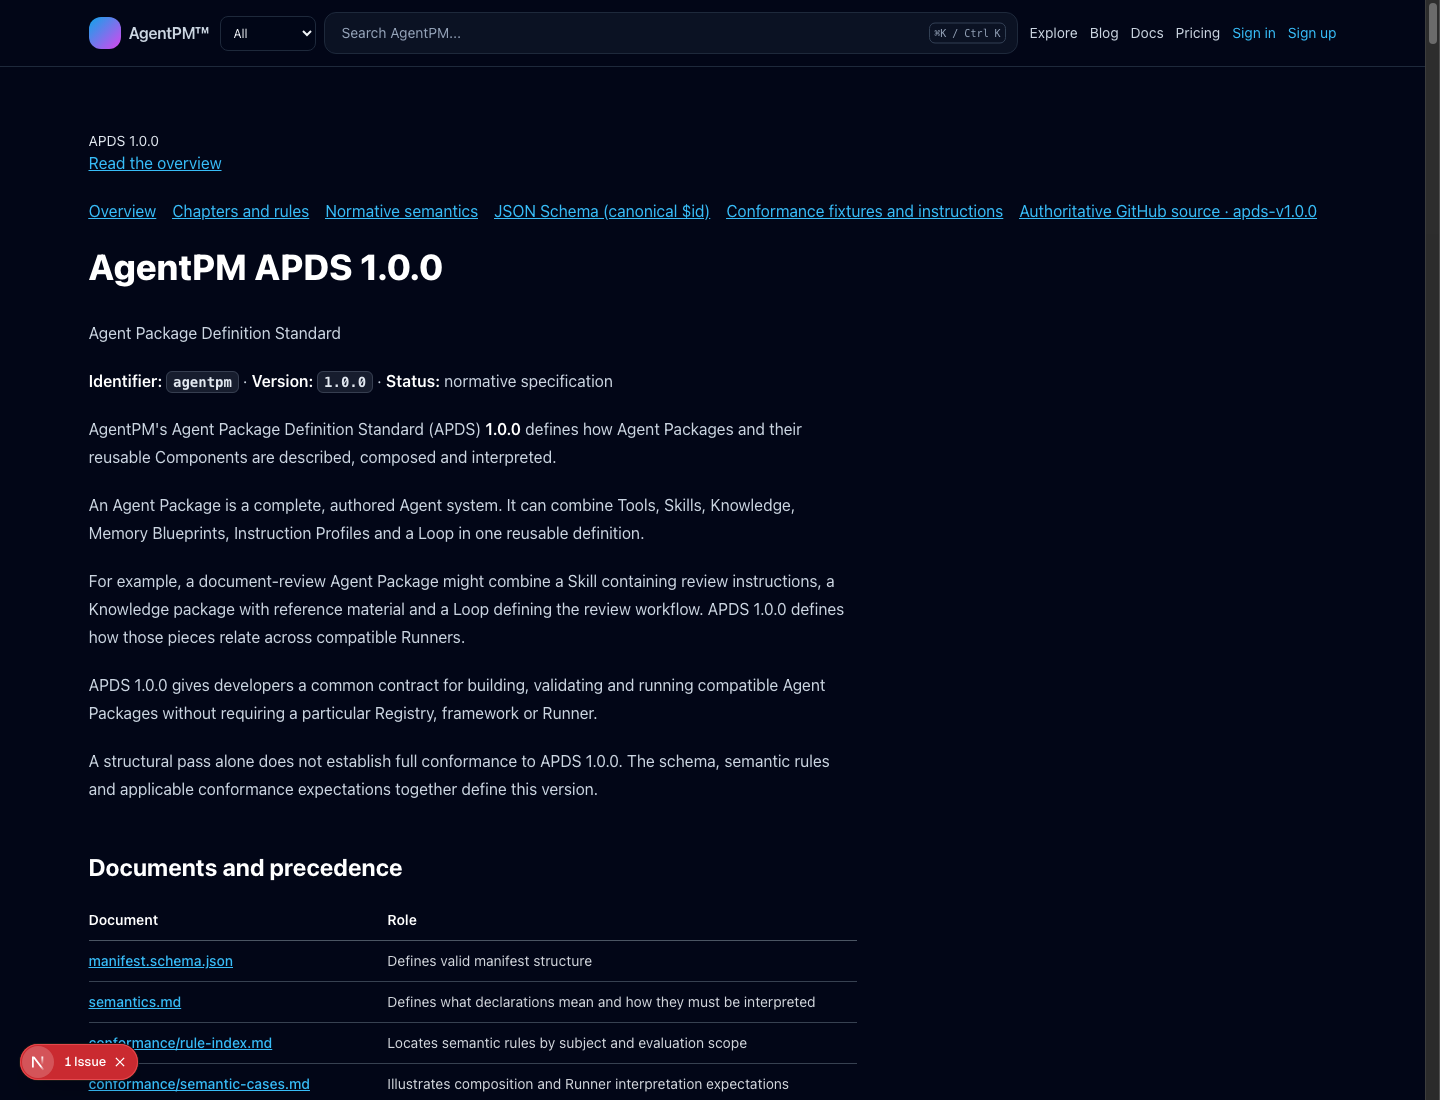 AgentPM™
All
Search AgentPM...
⌘K / Ctrl K
Explore
Blog
Docs
Pricing
Sign in
Sign up
APDS 1.0.0
Read the overview
Overview
Chapters and rules
Normative semantics
JSON Schema (canonical $id)
Conformance fixtures and instructions
Authoritative GitHub source · apds-v1.0.0
AgentPM APDS 1.0.0
Agent Package Definition Standard
Identifier: agentpm · Version: 1.0.0 · Status: normative specification
AgentPM's Agent Package Definition Standard (APDS) 1.0.0 defines how Agent Packages and their
reusable Components are described, composed and interpreted.
An Agent Package is a complete, authored Agent system. It can combine Tools, Skills, Knowledge,
Memory Blueprints, Instruction Profiles and a Loop in one reusable definition.
For example, a document-review Agent Package might combine a Skill containing review instructions, a
Knowledge package with reference material and a Loop defining the review workflow. APDS 1.0.0 defines
how those pieces relate across compatible Runners.
APDS 1.0.0 gives developers a common contract for building, validating and running compatible Agent
Packages without requiring a particular Registry, framework or Runner.
A structural pass alone does not establish full conformance to APDS 1.0.0. The schema, semantic rules
and applicable conformance expectations together define this version.
Documents and precedence
Document
Role
manifest.schema.json
Defines valid manifest structure
semantics.md
Defines what declarations mean and how they must be interpreted
conformance/rule-index.md
Locates semantic rules by subject and evaluation scope
conformance/semantic-cases.md
Illustrates composition and Runner interpretation expectations
N
1 Issue